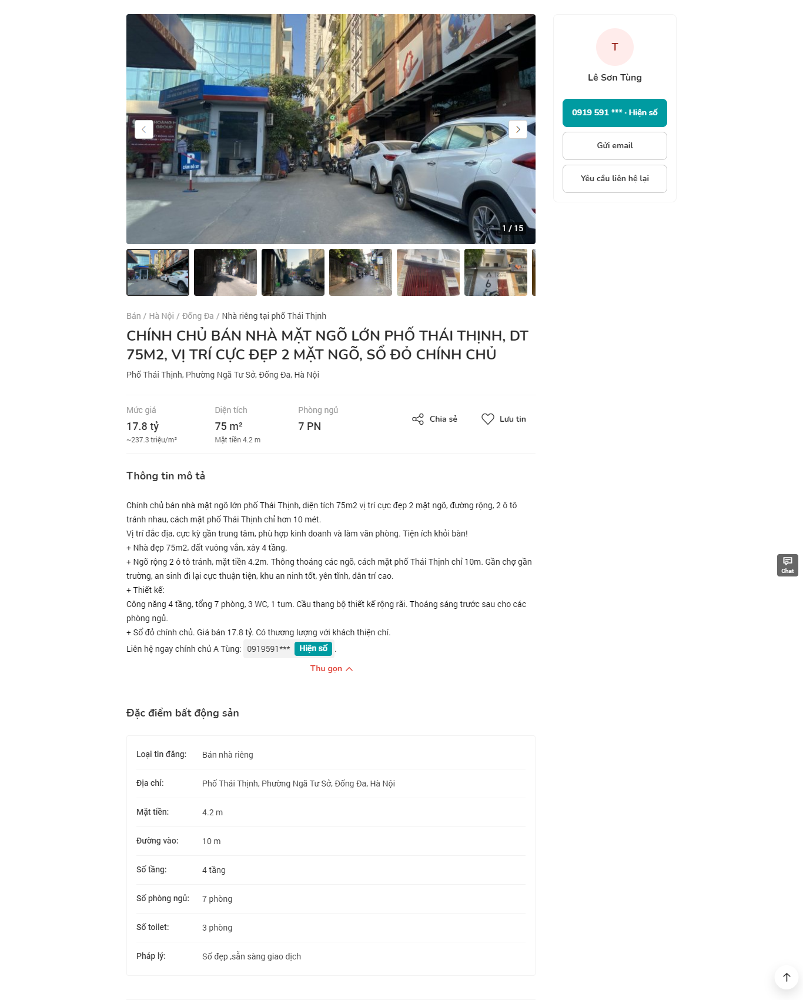 CẤM ĐỖ XE
1 / 15
Bán / Hà Nội / Đống Đa / Nhà riêng tại phố Thái Thịnh
CHÍNH CHỦ BÁN NHÀ MẶT NGÕ LỚN PHỐ THÁI THỊNH, DT
75M2, VỊ TRÍ CỰC ĐẸP 2 MẶT NGÕ, SỔ ĐỎ CHÍNH CHỦ
Phố Thái Thịnh, Phường Ngã Tư Sở, Đống Đa, Hà Nội
Mức giá
17.8 tỷ
~237.3 triệu/m²
Diện tích
75 m²
Mặt tiền 4.2 m
Phòng ngủ
7 PN
Chia sẻ
Lưu tin
Thông tin mô tả
Chính chủ bán nhà mặt ngõ lớn phố Thái Thịnh, diện tích 75m2 vị trí cực đẹp 2 mặt ngõ, đường rộng, 2 ô tô
tránh nhau, cách mặt phố Thái Thịnh chỉ hơn 10 mét.
Vị trí đắc địa, cực kỳ gần trung tâm, phù hợp kinh doanh và làm văn phòng. Tiện ích khỏi bàn!
+ Nhà đẹp 75m2, đất vuông vắn, xây 4 tầng.
+ Ngõ rộng 2 ô tô tránh, mặt tiền 4.2m. Thông thoáng các ngõ, cách mặt phố Thái Thịnh chỉ 10m. Gần chợ gần
trường, an sinh đi lại cực thuận tiện, khu an ninh tốt, yên tĩnh, dân trí cao.
+ Thiết kế:
Công năng 4 tầng, tổng 7 phòng, 3 WC, 1 tum. Cầu thang bộ thiết kế rộng rãi. Thoáng sáng trước sau cho các
phòng ngủ.
+ Sổ đỏ chính chủ. Giá bán 17.8 tỷ. Có thương lượng với khách thiện chí.
Liên hệ ngay chính chủ A Tùng: 0919591*** Hiện số .
Thu gọn
Đặc điểm bất động sản
Loại tin đăng: Bán nhà riêng
Địa chỉ: Phố Thái Thịnh, Phường Ngã Tư Sở, Đống Đa, Hà Nội
Mặt tiền: 4.2 m
Đường vào: 10 m
Số tầng: 4 tầng
Số phòng ngủ: 7 phòng
Số toilet: 3 phòng
Pháp lý: Sổ đẹp ,sẵn sàng giao dịch
T
Lê Sơn Tùng
0919 591 *** · Hiện số
Gửi email
Yêu cầu liên hệ lại
Chat